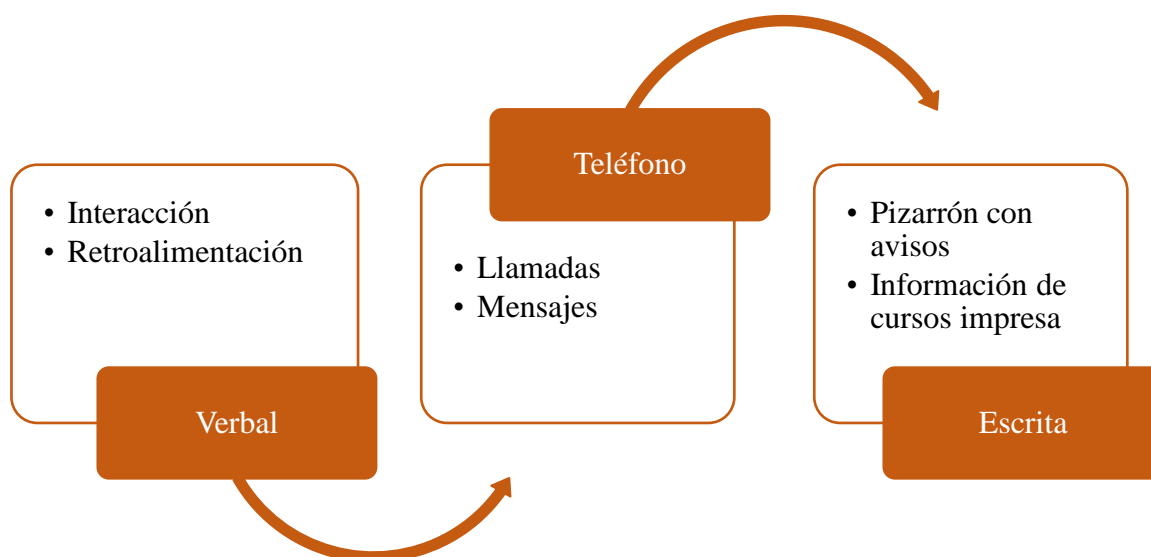 • Interacción
• Retroalimentación
Verbal
Teléfono
• Llamadas
• Mensajes
• Pizarrón con
avisos
• Información de
cursos impresa
Escrita